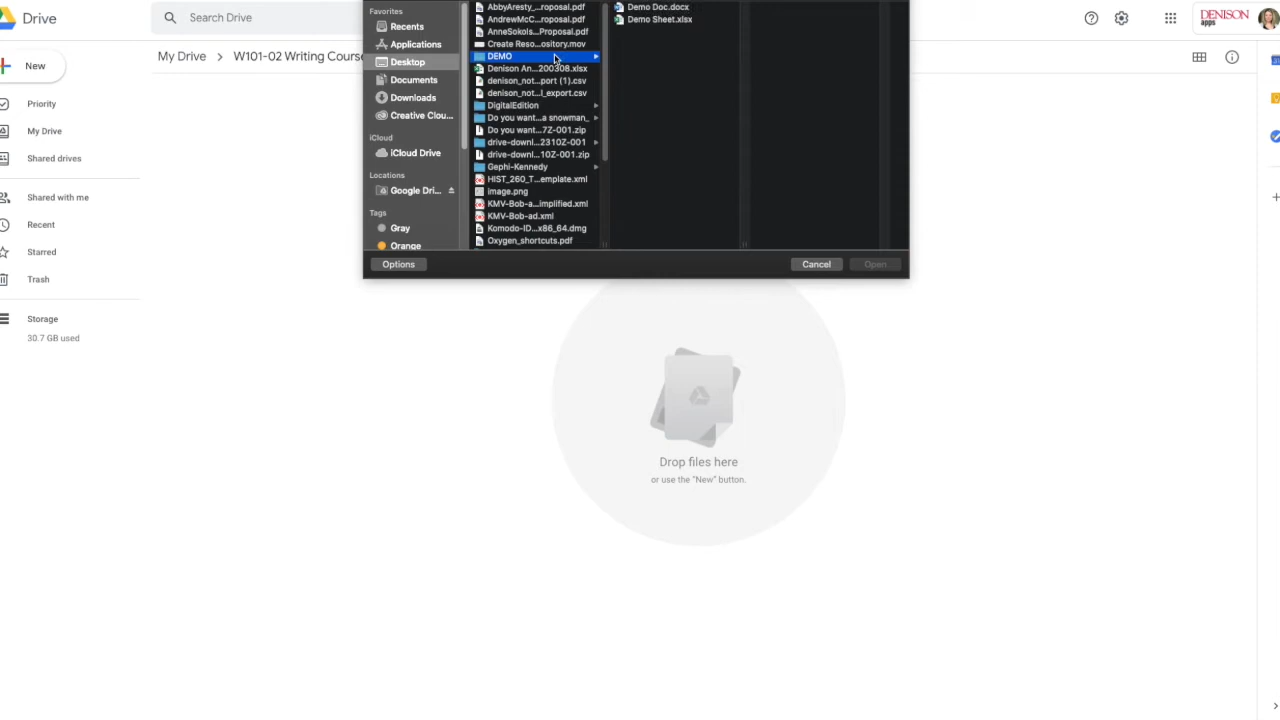 Drive
Search Drive
DENISON
apps
New
My Drive
W101-02 Writing Cours
Priority
My Drive
Shared drives
Shared with me
Recent
Starred
Trash
Storage
30.7 GB used
Favorites
Recents
Applications
Desktop
Documents
Downloads
Creative Clou...
iCloud
iCloud Drive
Locations
Google Dri...
Tags
Gray
Orange
AbbyAresty_...roposal.pdf
AndrewMcC...roposal.pdf
AnneSokols...Proposal.pdf
Create Reso...ository.mov
DEMO
Denison An...200308.xlsx
denison_not...port (1).csv
denison_not...l_export.csv
DigitalEdition
Do you want...a snowman_
Do you want...7Z-001.zip
drive-downl...2310Z-001
drive-downl...10Z-001.zip
Gephi-Kennedy
HIST_260_T...emplate.xml
image.png
KMV-Bob-a...implified.xml
KMV-Bob-ad.xml
Komodo-ID...x86_64.dmg
Oxygen_shortcuts.pdf
Demo Doc.docx
Demo Sheet.xlsx
Options
Cancel
Open
Drop files here
or use the "New" button.